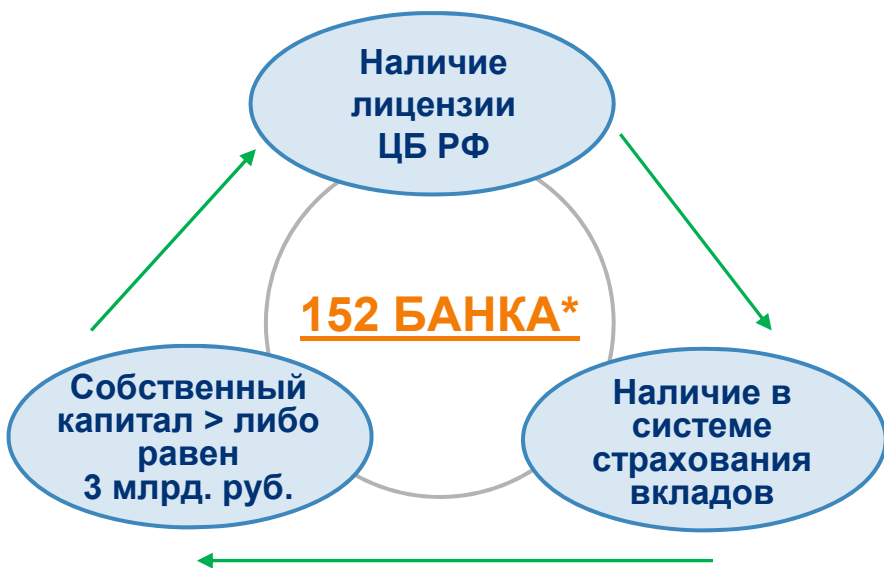 Наличие
лицензии
ЦБ РФ
152 БАНКА*
Собственный
капитал > либо
равен
3 млрд. руб.
Наличие в
системе
страхования
вкладов